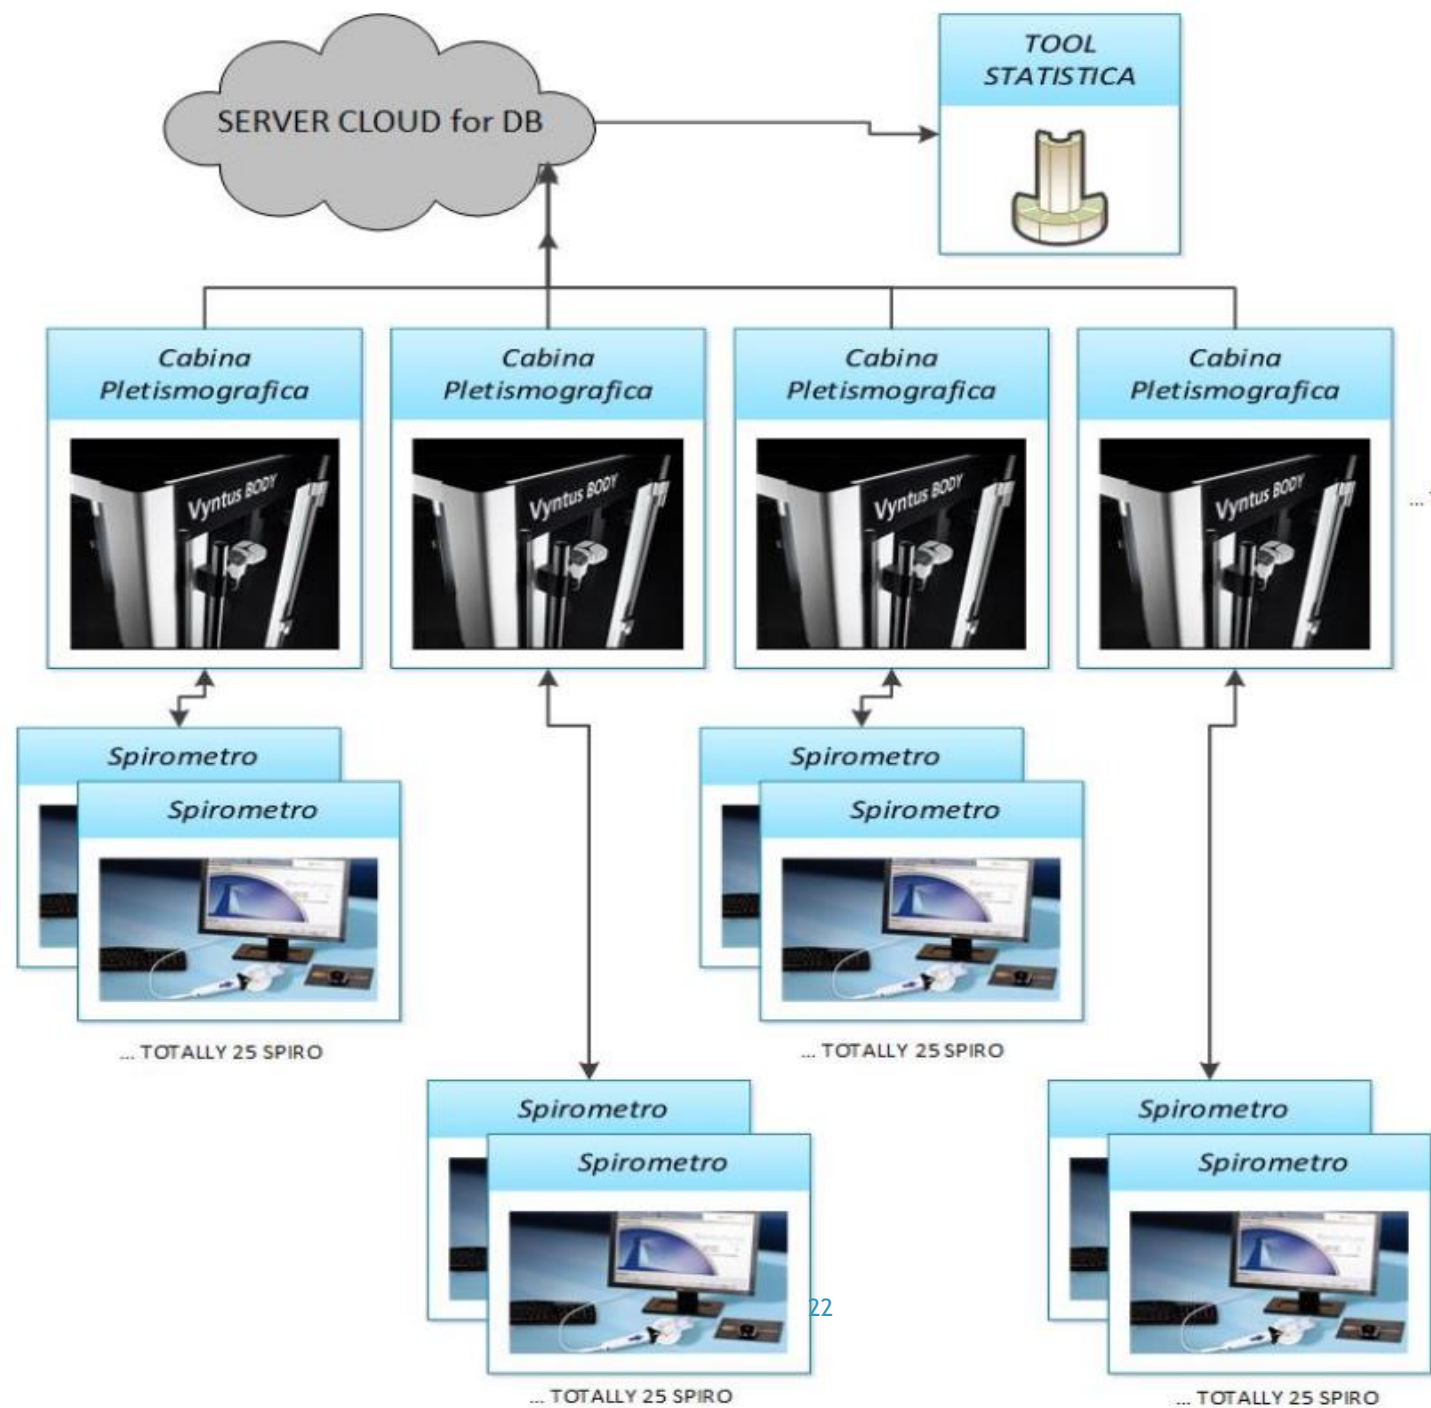 SERVER CLOUD for DB
TOOL
STATISTICA
Cabina
Pletismografica
Cabina
Pletismografica
Cabina
Pletismografica
Cabina
Pletismografica
Vyntus BODY
Vyntus BODY
Vyntus BODY
Vyntus BODY
...
Spirometro
Spirometro
Spirometro
Spirometro
... TOTALLY 25 SPIRO
... TOTALLY 25 SPIRO
Spirometro
Spirometro
Spirometro
Spirometro
22
... TOTALLY 25 SPIRO
... TOTALLY 25 SPIRO